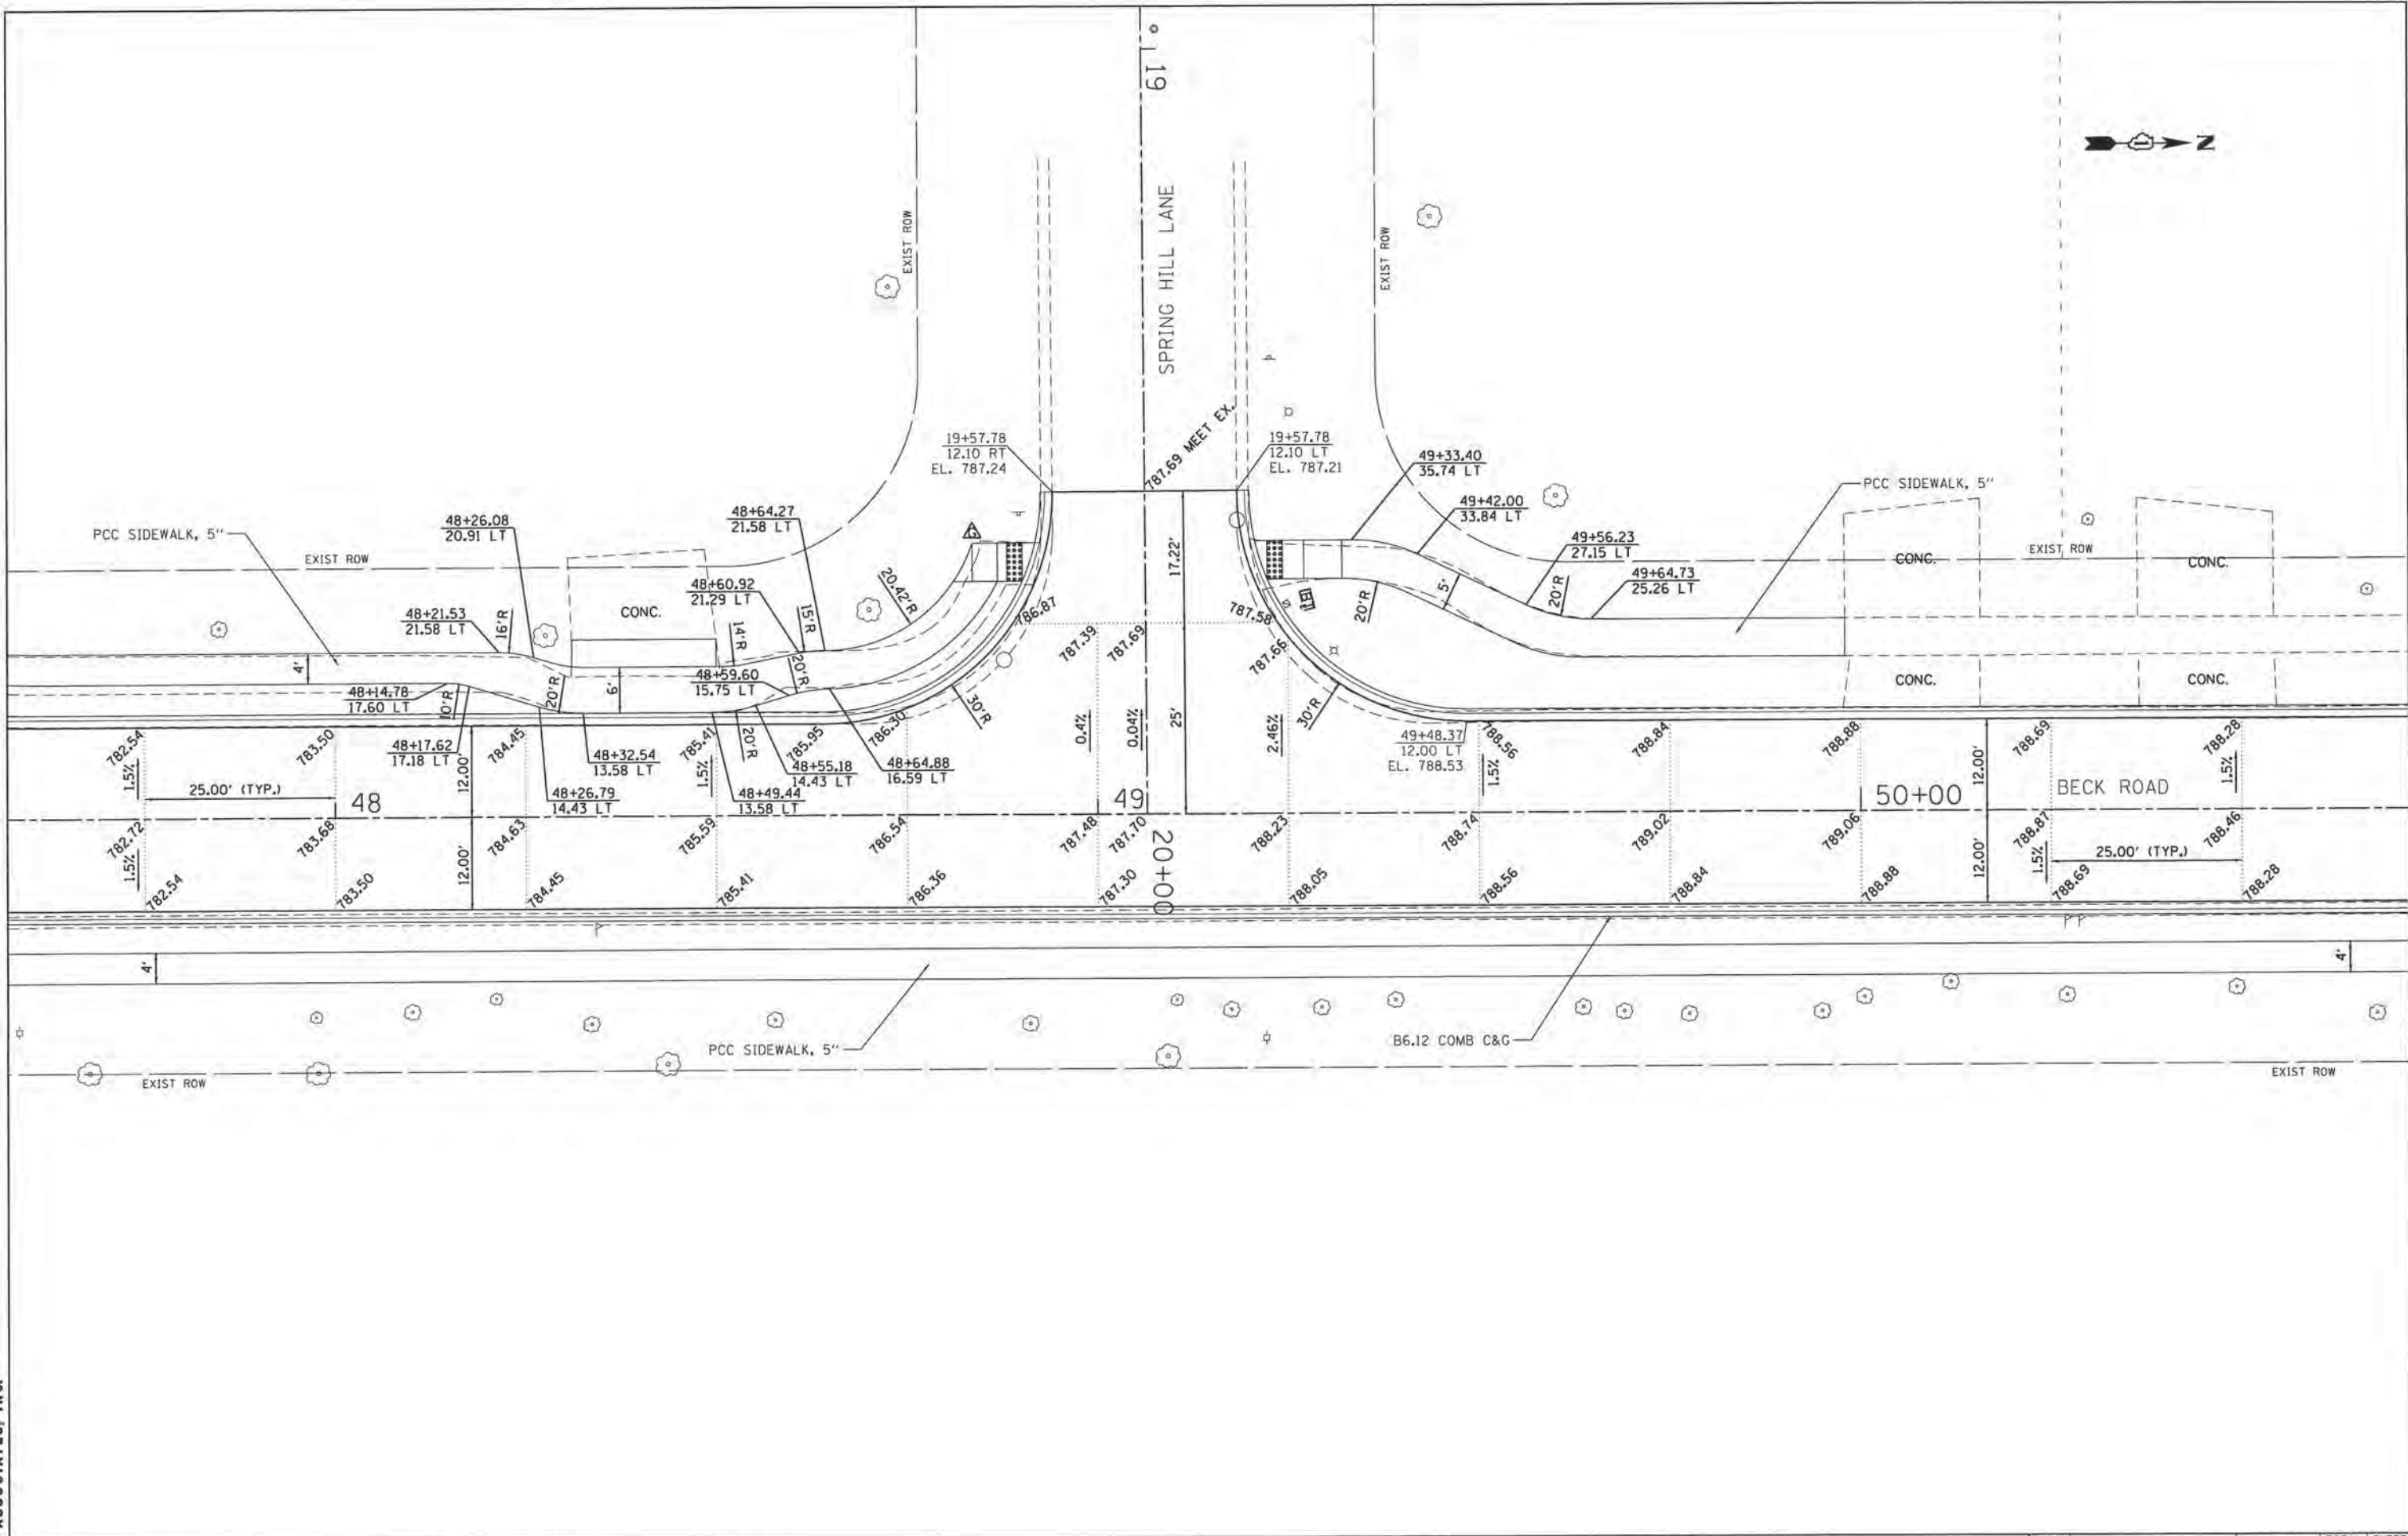 19
SPRING HILL LANE
EXIST ROW
EXIST ROW
N
787.69 MEET EX.
19+57.78
12.10 RT
EL. 787.24
19+57.78
12.10 LT
EL. 787.21
49+33.40
35.74 LT
49+42.00
33.84 LT
49+56.23
27.15 LT
49+64.73
25.26 LT
PCC SIDEWALK, 5"
PCC SIDEWALK, 5"
48+26.08
20.91 LT
48+64.27
21.58 LT
EXIST ROW
48+60.92
21.29 LT
48+21.53
21.58 LT
16'R
CONC.
14'R
15'R
20.42'R
G
17.22'
20'R
5'
20'R
CONC.
EXIST ROW
CONC.
4'
48+14.78
17.60 LT
10'R
20'R
6'
48+59.60
15.75 LT
20'R
786.87
787.39
787.69
787.58
787.66
CONC.
CONC.
30'R
25'
30'R
0.4%
0.04%
2.46%
782.54
783.50
784.45
785.41
785.95
786.30
788.56
788.84
788.88
788.69
788.28
48+17.62
17.18 LT
48+32.54
13.58 LT
20'R
48+55.18
14.43 LT
48+64.88
16.59 LT
49+48.37
12.00 LT
EL. 788.53
1.5%
25.00' (TYP.)
48
12.00'
48+26.79
14.43 LT
1.5%
48+49.44
13.58 LT
49
1.5%
50+00
12.00'
BECK ROAD
1.5%
782.72
783.68
784.63
785.59
786.54
787.48
787.70
788.23
788.74
789.02
789.06
788.87
788.46
1.5%
12.00'
20+00
12.00'
1.5%
25.00' (TYP.)
782.54
783.50
784.45
785.41
786.36
787.30
788.05
788.56
788.84
788.88
788.69
788.28
4'
4'
PCC SIDEWALK, 5"
B6.12 COMB C&G
EXIST ROW
EXIST ROW